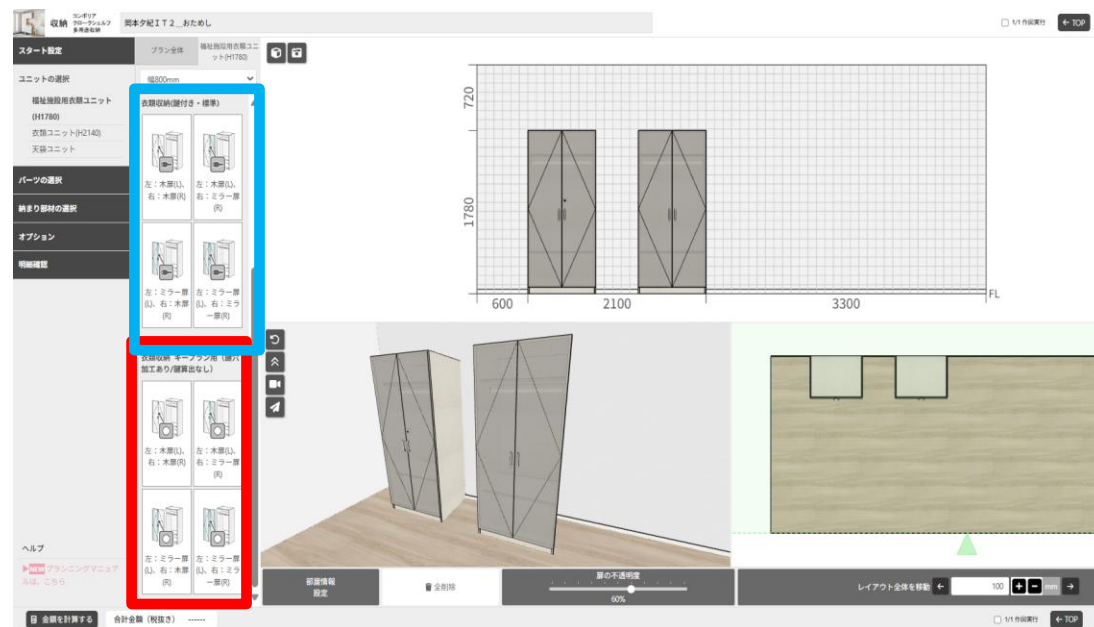 収納
コンポリア
クロークシェルフ
多用途収納
岡本夕紀IT2__おためし
1/1 作図実行
← TOP
スタート設定
ユニットの選択
福祉施設用衣類ユニット
(H1780)
衣類ユニット(H2140)
天袋ユニット
パーツの選択
納まり部材の選択
オプション
明細確認
ヘルプ
▶NEWプランニングマニュア
ルは、こちら
プラン全体
福祉施設用衣類ユニ
ット(H1780)
幅800mm
衣類収納(鍵付き・標準)
左：木扉(L)、
右：木扉(R)
左：木扉(L)、
右：ミラー扉
(R)
左：ミラー扉
(L)、右：木扉
(R)
左：ミラー扉
(L)、右：ミラ
ー扉(R)
衣類収納 キープラン用（鍵穴
加工あり/鍵算出なし）
左：木扉(L)、
右：木扉(R)
左：木扉(L)、
右：ミラー扉
(R)
左：ミラー扉
(L)、右：木扉
(R)
左：ミラー扉
(L)、右：ミラ
ー扉(R)
720
1780
600
2100
3300
FL
部屋情報
設定
全削除
扉の不透明度
60%
レイアウト全体を移動
←
100
+
-
mm
→
金額を計算する
合計金額（税抜き） ------
1/1 作図実行
← TOP